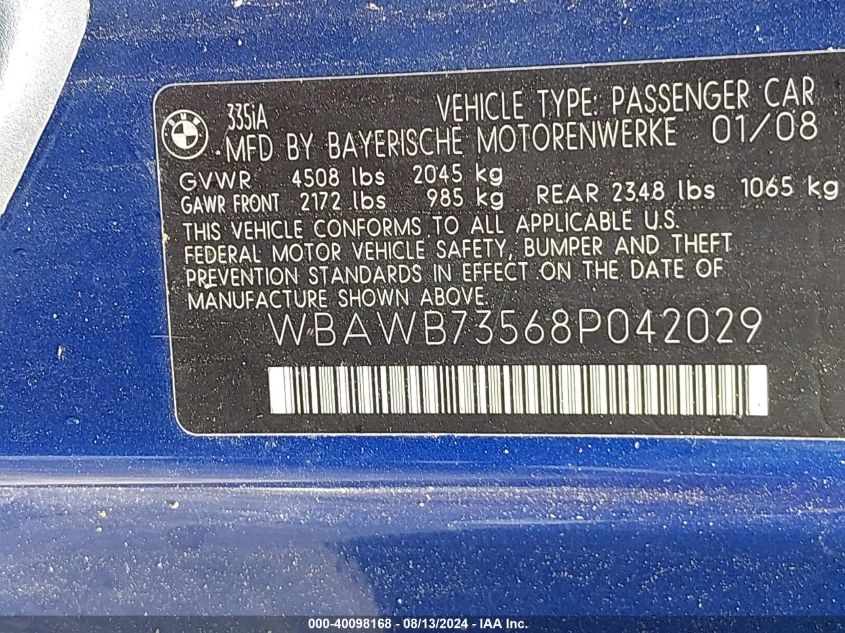 BMW
335iA
VEHICLE TYPE: PASSENGER CAR
MFD BY BAYERISCHE MOTORENWERKE 01/08
GVWR 4508 lbs 2045 kg
GAWR FRONT 2172 lbs 985 kg REAR 2348 lbs 1065 kg
THIS VEHICLE CONFORMS TO ALL APPLICABLE U.S.
FEDERAL MOTOR VEHICLE SAFETY, BUMPER AND THEFT
PREVENTION STANDARDS IN EFFECT ON THE DATE OF
MANUFACTURE SHOWN ABOVE.
WBAWB73568P042029
000-40098168 - 08/13/2024 - IAA Inc.